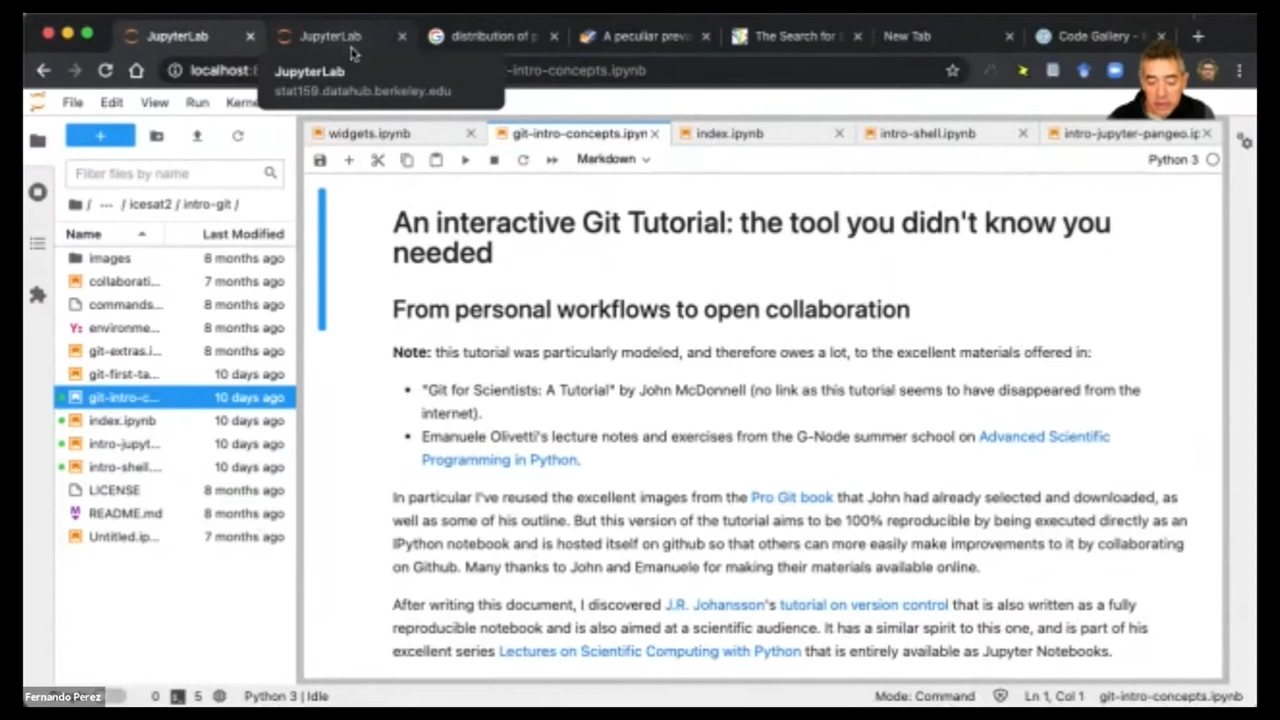 JupyterLab
JupyterLab
distribution of p
A peculiar prev
The Search for
New Tab
Code Gallery -
localhost:
-intro-concepts.ipynb
JupyterLab
stat159.datahub.berkeley.edu
File Edit View Run Kerne
widgets.ipynb
git-intro-concepts.ipyn
index.ipynb
intro-shell.ipynb
intro-jupyter-pangeo.ip
Markdown
Python 3
Filter files by name
/ ... / icesat2 / intro-git /
Name Last Modified
images 8 months ago
collaborati... 7 months ago
commands... 8 months ago
Y: environme... 8 months ago
git-extras.i... 8 months ago
git-first-ta... 10 days ago
git-intro-c... 10 days ago
index.ipynb 10 days ago
intro-jupyt... 10 days ago
intro-shell.... 10 days ago
LICENSE 8 months ago
README.md 8 months ago
Untitled.ip... 7 months ago
An interactive Git Tutorial: the tool you didn't know you
needed
From personal workflows to open collaboration
Note: this tutorial was particularly modeled, and therefore owes a lot, to the excellent materials offered in:
• "Git for Scientists: A Tutorial" by John McDonnell (no link as this tutorial seems to have disappeared from the
internet).
• Emanuele Olivetti's lecture notes and exercises from the G-Node summer school on Advanced Scientific
Programming in Python.
In particular I've reused the excellent images from the Pro Git book that John had already selected and downloaded, as
well as some of his outline. But this version of the tutorial aims to be 100% reproducible by being executed directly as an
IPython notebook and is hosted itself on github so that others can more easily make improvements to it by collaborating
on Github. Many thanks to John and Emanuele for making their materials available online.
After writing this document, I discovered J.R. Johansson's tutorial on version control that is also written as a fully
reproducible notebook and is also aimed at a scientific audience. It has a similar spirit to this one, and is part of his
excellent series Lectures on Scientific Computing with Python that is entirely available as Jupyter Notebooks.
Fernando Perez
0 5 Python 3 | Idle
Mode: Command Ln 1, Col 1 git-intro-concepts.ipynb